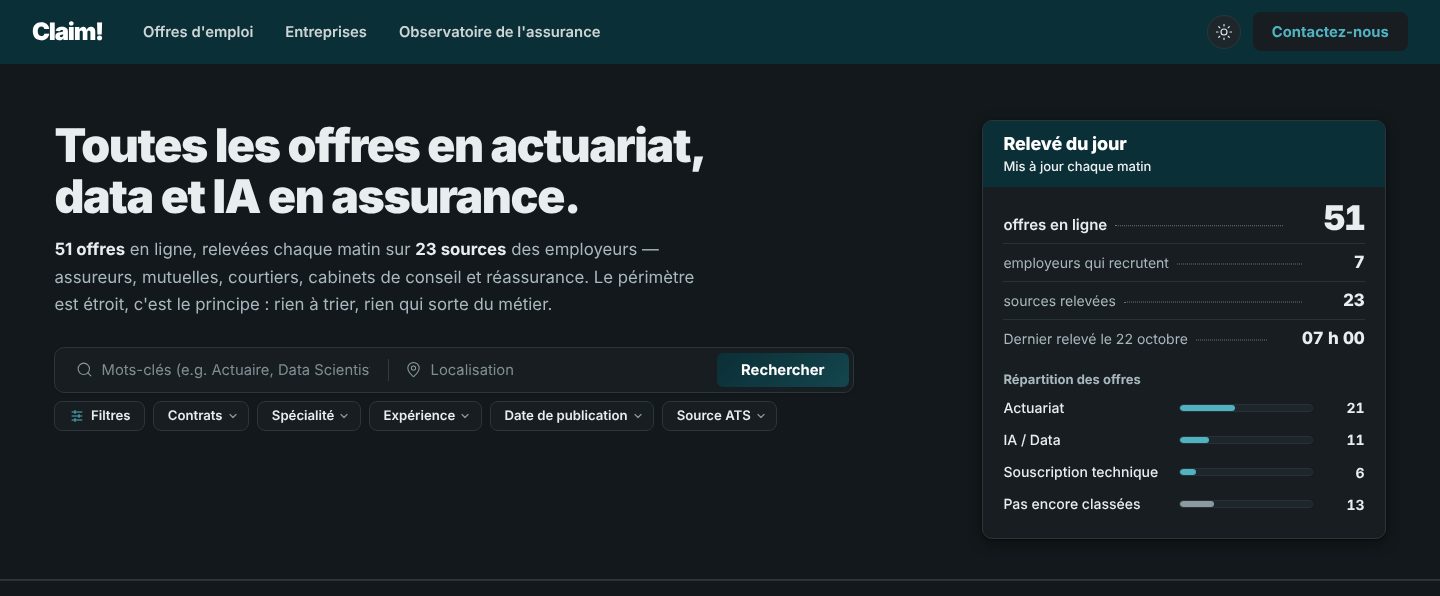 Claim!
Offres d'emploi
Entreprises
Observatoire de l'assurance
Contactez-nous
Toutes les offres en actuariat,
data et IA en assurance.
51 offres en ligne, relevées chaque matin sur 23 sources des employeurs —
assureurs, mutuelles, courtiers, cabinets de conseil et réassurance. Le périmètre
est étroit, c'est le principe : rien à trier, rien qui sorte du métier.
Mots-clés (e.g. Actuaire, Data Scientis
Localisation
Rechercher
Filtres
Contrats
Spécialité
Expérience
Date de publication
Source ATS
Relevé du jour
Mis à jour chaque matin
offres en ligne 51
employeurs qui recrutent 7
sources relevées 23
Dernier relevé le 22 octobre 07 h 00
Répartition des offres
Actuariat 21
IA / Data 11
Souscription technique 6
Pas encore classées 13